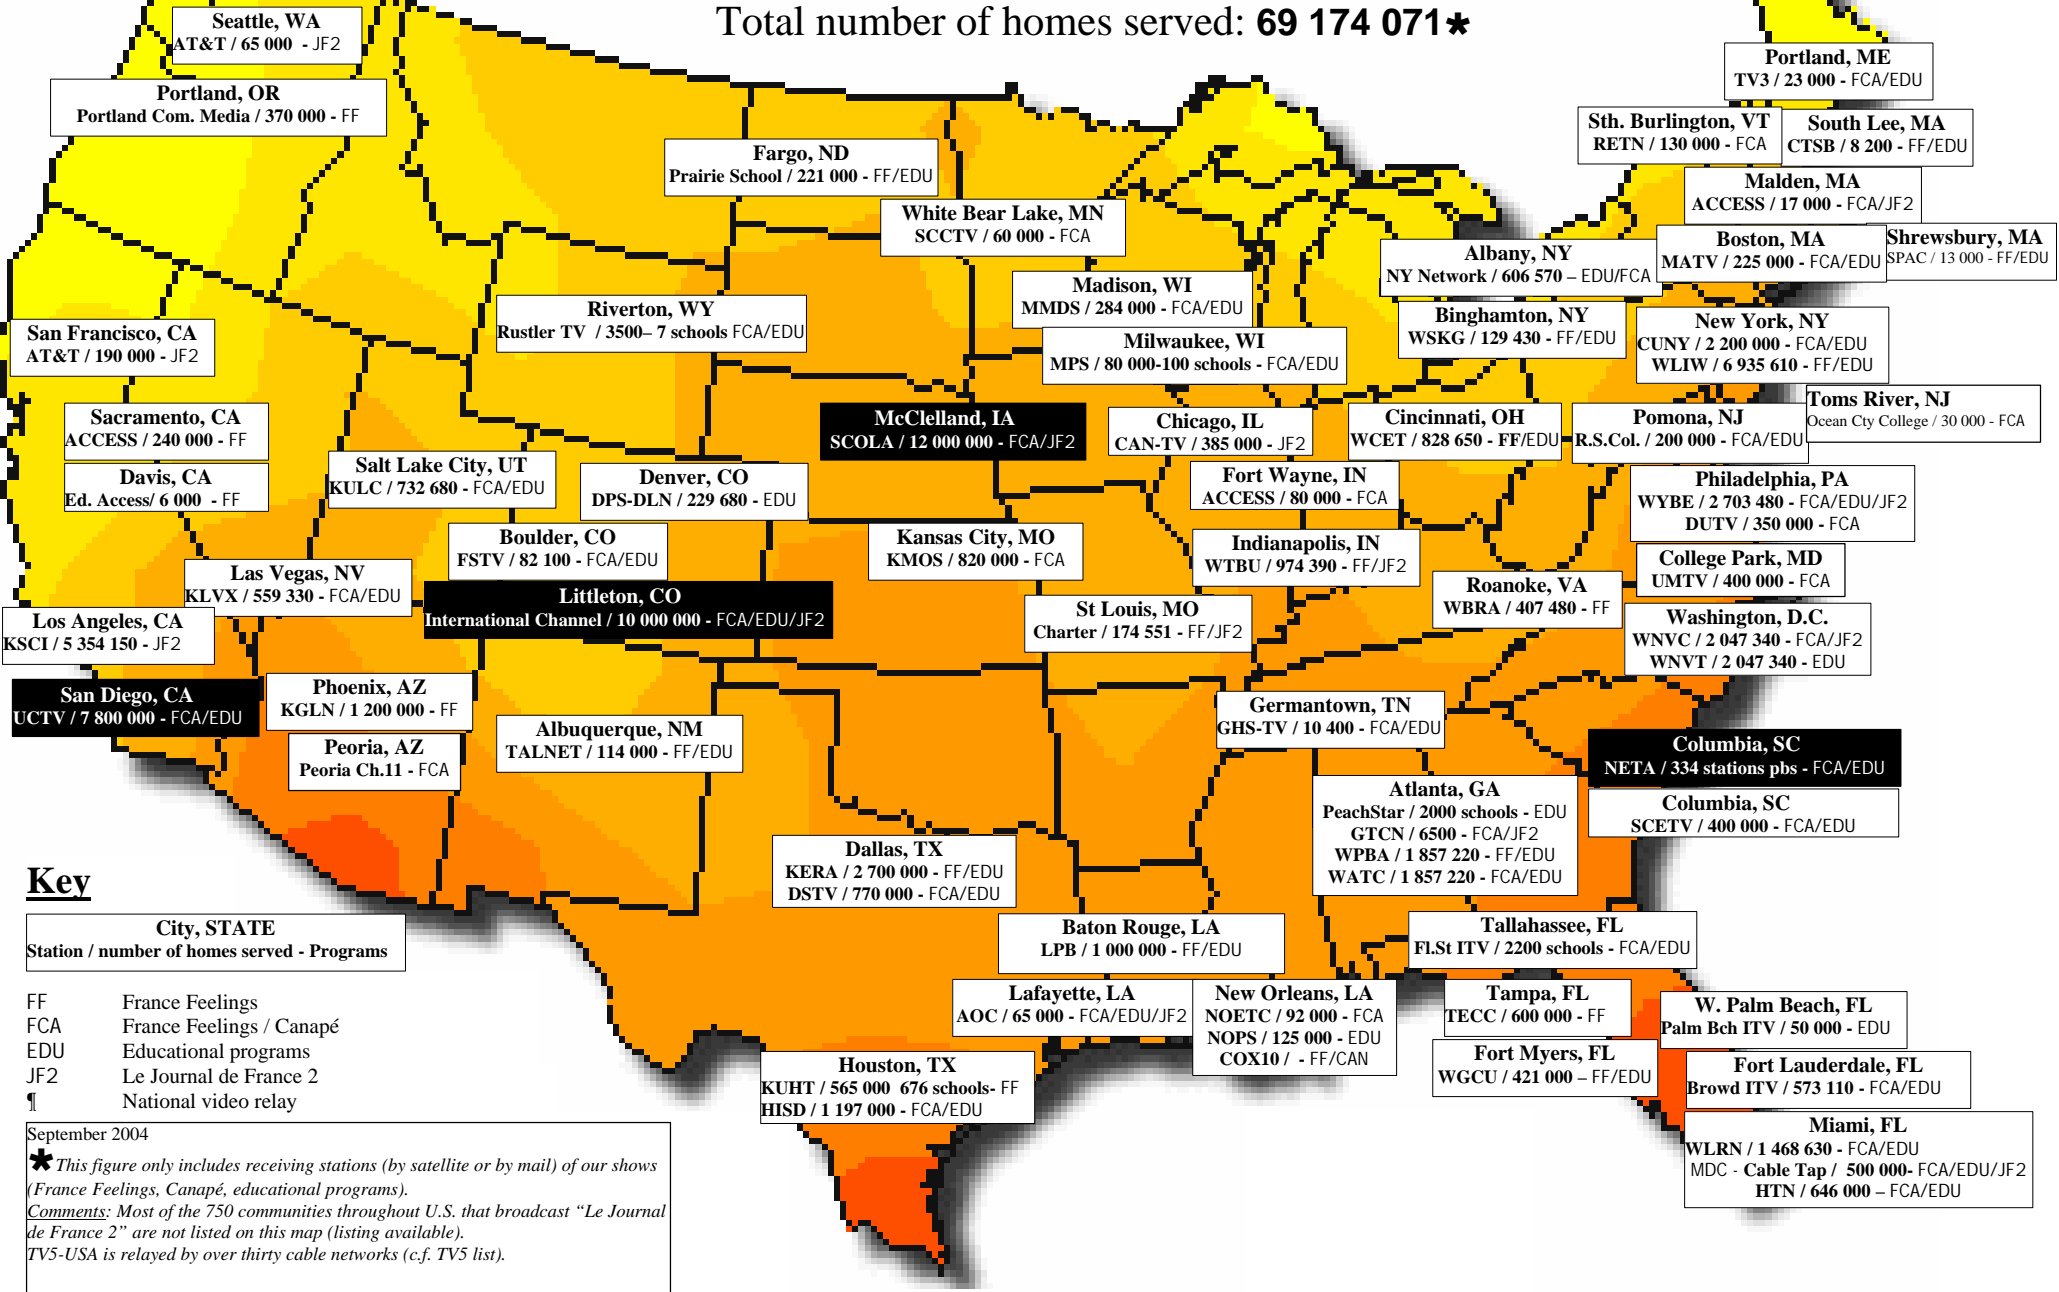 Total number of homes served: 69 174 071*
Seattle, WA
AT&T / 65 000 - JF2
Portland, OR
Portland Com. Media / 370 000 - FF
Portland, ME
TV3 / 23 000 - FCA/EDU
Sth. Burlington, VT
RETN / 130 000 - FCA
South Lee, MA
CTSB / 8 200 - FF/EDU
Fargo, ND
Prairie School / 221 000 - FF/EDU
Malden, MA
ACCESS / 17 000 - FCA/JF2
White Bear Lake, MN
SCCTV / 60 000 - FCA
Albany, NY
NY Network / 606 570 – EDU/FCA
Boston, MA
MATV / 225 000 - FCA/EDU
Shrewsbury, MA
SPAC / 13 000 - FF/EDU
Madison, WI
MMDS / 284 000 - FCA/EDU
Riverton, WY
Rustler TV / 3500– 7 schools FCA/EDU
Binghamton, NY
WSKG / 129 430 - FF/EDU
New York, NY
CUNY / 2 200 000 - FCA/EDU
WLIW / 6 935 610 - FF/EDU
San Francisco, CA
AT&T / 190 000 - JF2
Milwaukee, WI
MPS / 80 000-100 schools - FCA/EDU
Sacramento, CA
ACCESS / 240 000 - FF
McClelland, IA
SCOLA / 12 000 000 - FCA/JF2
Chicago, IL
CAN-TV / 385 000 - JF2
Cincinnati, OH
WCET / 828 650 - FF/EDU
Pomona, NJ
R.S.Col. / 200 000 - FCA/EDU
Toms River, NJ
Ocean Cty College / 30 000 - FCA
Davis, CA
Ed. Access/ 6 000 - FF
Salt Lake City, UT
KULC / 732 680 - FCA/EDU
Denver, CO
DPS-DLN / 229 680 - EDU
Fort Wayne, IN
ACCESS / 80 000 - FCA
Philadelphia, PA
WYBE / 2 703 480 - FCA/EDU/JF2
DUTV / 350 000 - FCA
Boulder, CO
FSTV / 82 100 - FCA/EDU
Kansas City, MO
KMOS / 820 000 - FCA
Indianapolis, IN
WTBU / 974 390 - FF/JF2
College Park, MD
UMTV / 400 000 - FCA
Las Vegas, NV
KLVX / 559 330 - FCA/EDU
Littleton, CO
International Channel / 10 000 000 - FCA/EDU/JF2
Roanoke, VA
WBRA / 407 480 - FF
Los Angeles, CA
KSCI / 5 354 150 - JF2
St Louis, MO
Charter / 174 551 - FF/JF2
Washington, D.C.
WNVC / 2 047 340 - FCA/JF2
WNVT / 2 047 340 - EDU
San Diego, CA
UCTV / 7 800 000 - FCA/EDU
Phoenix, AZ
KGLN / 1 200 000 - FF
Germantown, TN
GHS-TV / 10 400 - FCA/EDU
Albuquerque, NM
TALNET / 114 000 - FF/EDU
Peoria, AZ
Peoria Ch.11 - FCA
Columbia, SC
NETA / 334 stations pbs - FCA/EDU
Columbia, SC
SCETV / 400 000 - FCA/EDU
Atlanta, GA
PeachStar / 2000 schools - EDU
GTCN / 6500 - FCA/JF2
WPBA / 1 857 220 - FF/EDU
WATC / 1 857 220 - FCA/EDU
Dallas, TX
KERA / 2 700 000 - FF/EDU
DSTV / 770 000 - FCA/EDU
Baton Rouge, LA
LPB / 1 000 000 - FF/EDU
Tallahassee, FL
Fl.St ITV / 2200 schools - FCA/EDU
Lafayette, LA
AOC / 65 000 - FCA/EDU/JF2
New Orleans, LA
NOETC / 92 000 - FCA
NOPS / 125 000 - EDU
COX10 / - FF/CAN
Tampa, FL
TECC / 600 000 - FF
W. Palm Beach, FL
Palm Bch ITV / 50 000 - EDU
Fort Myers, FL
WGCU / 421 000 – FF/EDU
Houston, TX
KUHT / 565 000 676 schools- FF
HISD / 1 197 000 - FCA/EDU
Fort Lauderdale, FL
Browd ITV / 573 110 - FCA/EDU
Miami, FL
WLRN / 1 468 630 - FCA/EDU
MDC - Cable Tap / 500 000- FCA/EDU/JF2
HTN / 646 000 – FCA/EDU
Key
City, STATE
Station / number of homes served - Programs
FF France Feelings
FCA France Feelings / Canapé
EDU Educational programs
JF2 Le Journal de France 2
¶ National video relay
September 2004
* This figure only includes receiving stations (by satellite or by mail) of our shows
(France Feelings, Canapé, educational programs).
Comments: Most of the 750 communities throughout U.S. that broadcast “Le Journal
de France 2” are not listed on this map (listing available).
TV5-USA is relayed by over thirty cable networks (c.f. TV5 list).